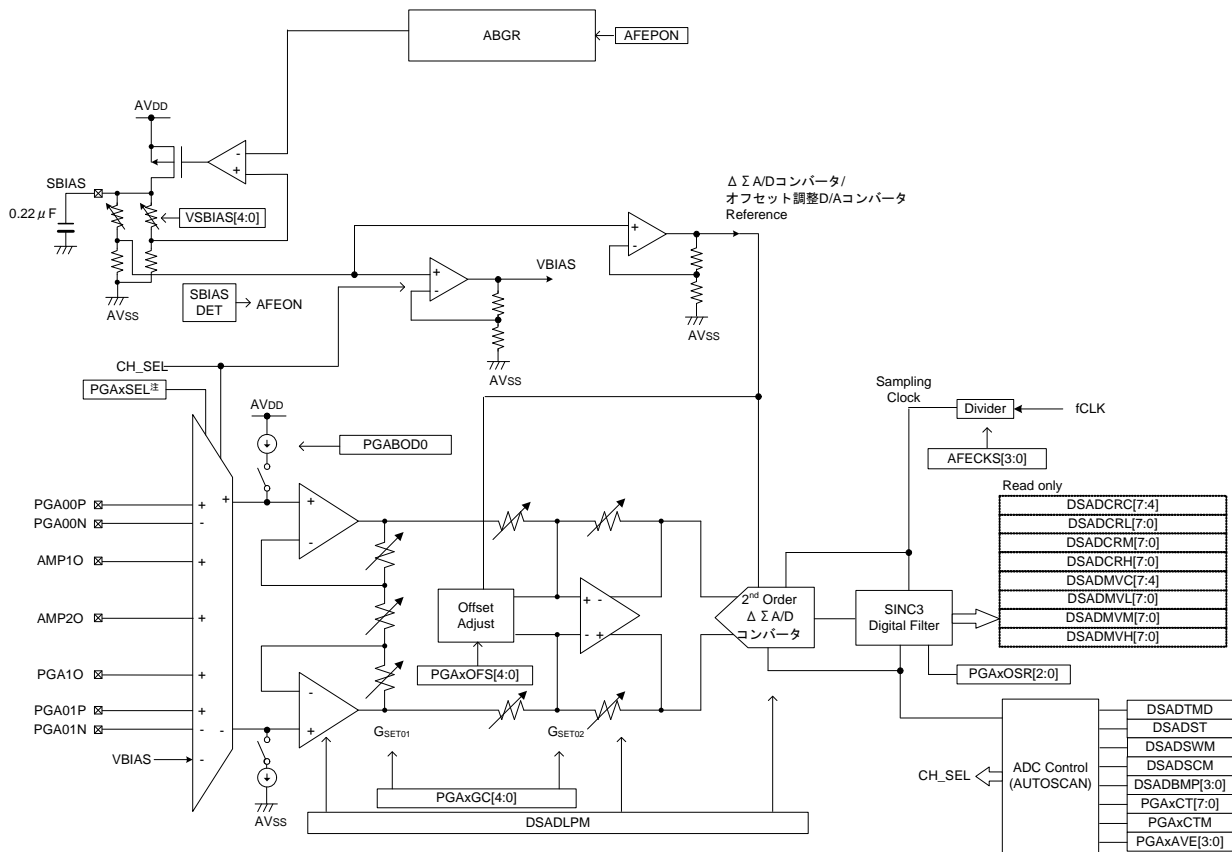 ABGR
AFEPON
AVDD
SBIAS
0.22μF
VSBIAS[4:0]
ΔΣA/Dコンバータ/
オフセット調整D/Aコンバータ
Reference
VBIAS
SBIAS
DET
AFEON
AVSS
AVSS
AVSS
CH_SEL
PGAxSEL注
AVDD
PGABOD0
Sampling
Clock
Divider
fCLK
AFECKS[3:0]
Read only
DSADCRC[7:4]
DSADCRL[7:0]
DSADCRM[7:0]
DSADCRH[7:0]
DSADMVC[7:4]
DSADMVL[7:0]
DSADMVM[7:0]
DSADMVH[7:0]
PGA00P
PGA00N
AMP1O
AMP2O
PGA1O
PGA01P
PGA01N
VBIAS
Offset
Adjust
PGAxOFS[4:0]
2nd Order
ΔΣA/D
コンバータ
SINC3
Digital Filter
PGAxOSR[2:0]
GSET01
GSET02
PGAxGC[4:0]
DSADLPM
AVSS
CH_SEL
ADC Control
(AUTOSCAN)
DSADTMD
DSADST
DSADSWM
DSADSCM
DSADBMP[3:0]
PGAxCT[7:0]
PGAxCTM
PGAxAVE[3:0]